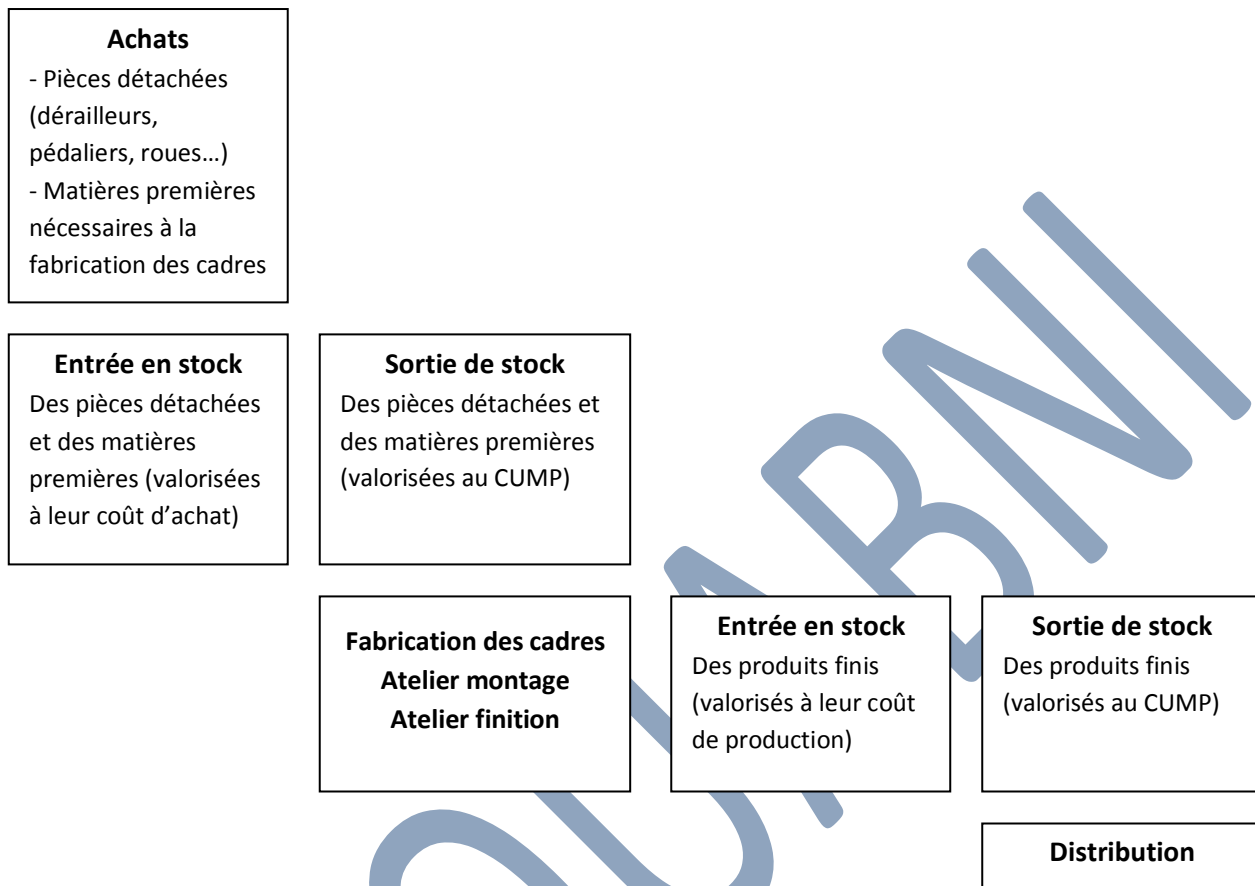 Achats
- Pièces détachées
(dérailleurs,
pédaliers, roues…)
- Matières premières
nécessaires à la
fabrication des cadres
Entrée en stock
Des pièces détachées
et des matières
premières (valorisées
à leur coût d’achat)
Sortie de stock
Des pièces détachées et
des matières premières
(valorisées au CUMP)
Fabrication des cadres
Atelier montage
Atelier finition
Entrée en stock
Des produits finis
(valorisés à leur coût
de production)
Sortie de stock
Des produits finis
(valorisés au CUMP)
Distribution